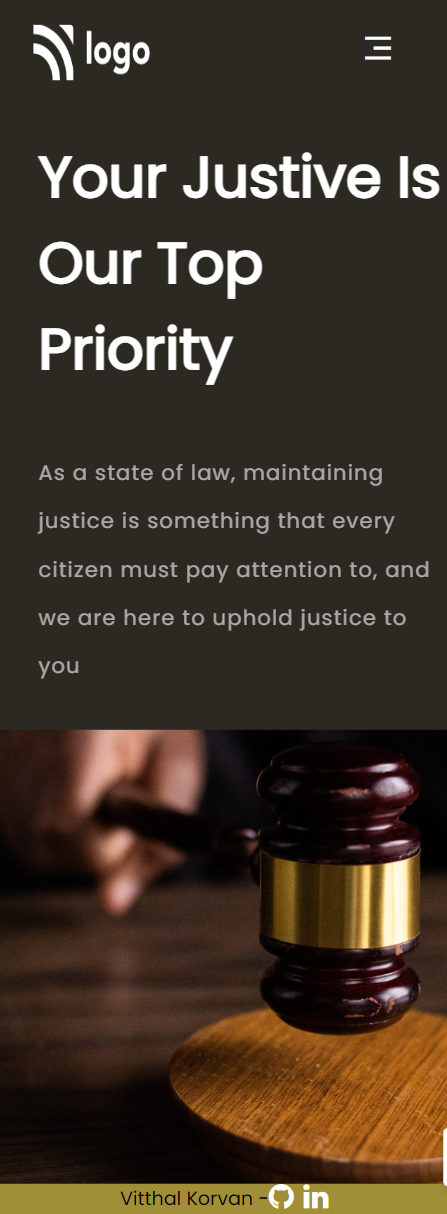 logo
Your Justive Is
Our Top
Priority
As a state of law, maintaining
justice is something that every
citizen must pay attention to, and
we are here to uphold justice to
you
Vitthal Korvan -